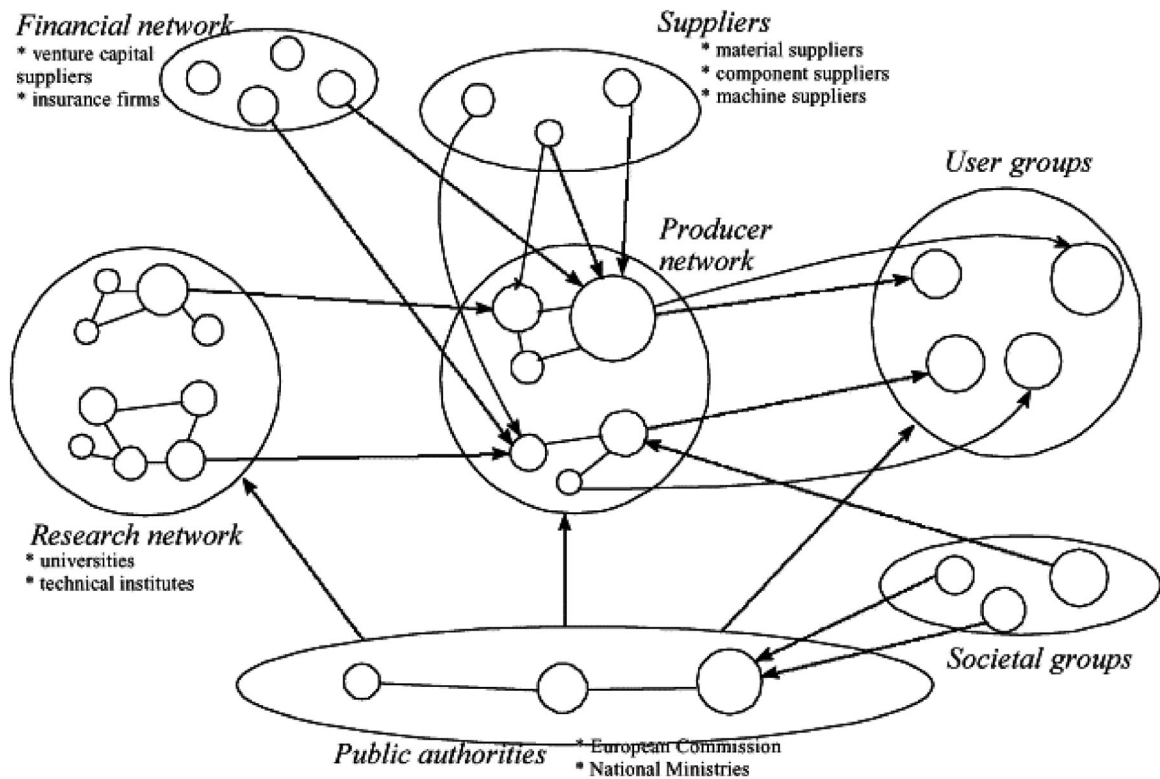 Financial network
* venture capital
suppliers
* insurance firms
Suppliers
* material suppliers
* component suppliers
* machine suppliers
User groups
Producer
network
Research network
* universities
* technical institutes
Societal groups
Public authorities
* European Commission
* National Ministries